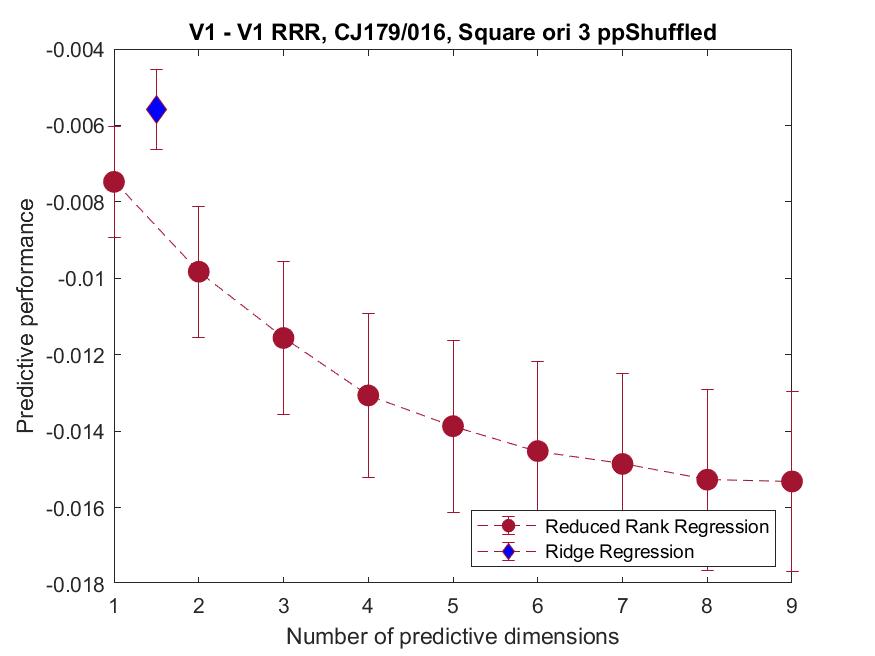 V1 - V1 RRR, CJ179/016, Square ori 3 ppShuffled
-0.004
-0.006
-0.008
-0.01
-0.012
-0.014
-0.016
-0.018
Predictive performance
Reduced Rank Regression
Ridge Regression
1 2 3 4 5 6 7 8 9
Number of predictive dimensions